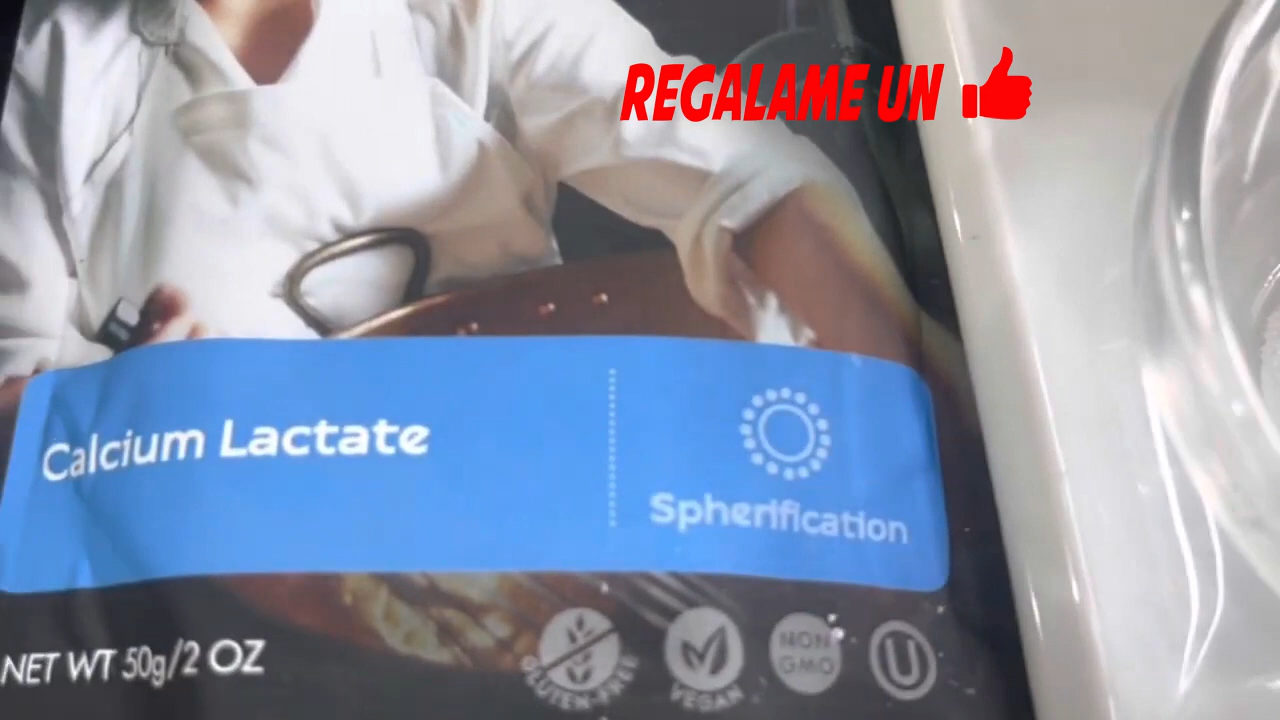 REGALAME UN
Calcium Lactate
Spherification
NET WT 50g/2 OZ
GLUTEN-FREE
VEGAN
NON
GMO
U